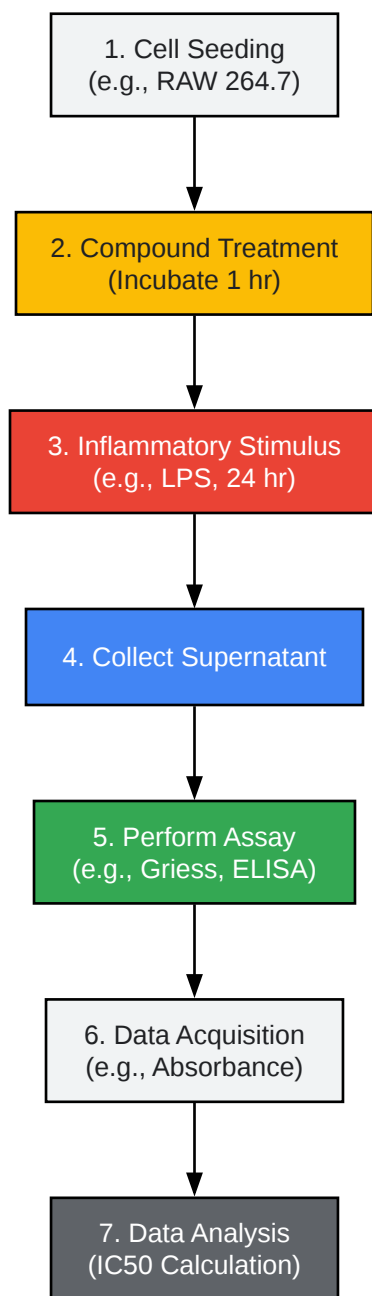 1. Cell Seeding
(e.g., RAW 264.7)
2. Compound Treatment
(Incubate 1 hr)
3. Inflammatory Stimulus
(e.g., LPS, 24 hr)
4. Collect Supernatant
5. Perform Assay
(e.g., Griess, ELISA)
6. Data Acquisition
(e.g., Absorbance)
7. Data Analysis
(IC50 Calculation)